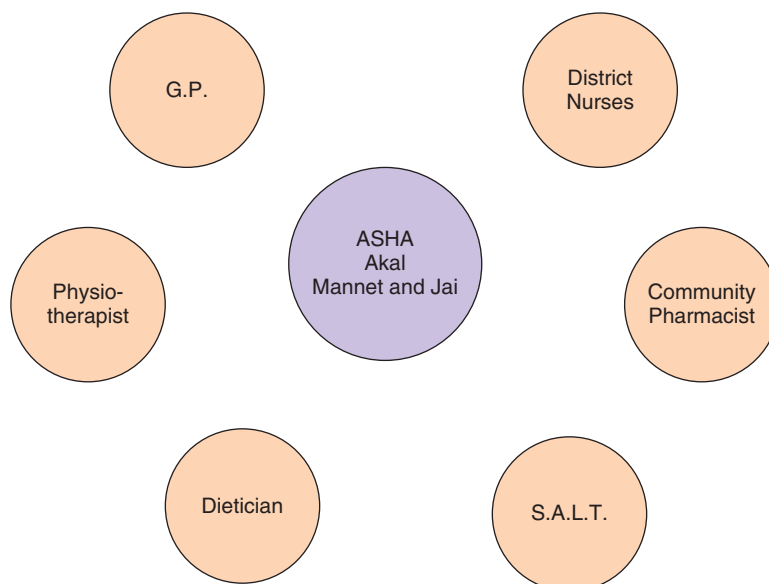 G.P.
District
Nurses
ASHA
Akal
Mannet and Jai
Physio-
therapist
Community
Pharmacist
Dietician
S.A.L.T.